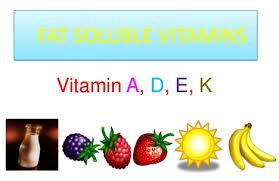 FAT SOLUBLE VITAMINS
Vitamin A, D, E, K